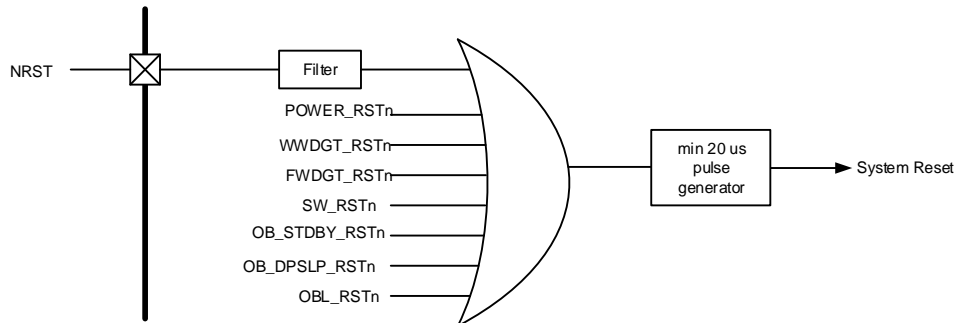 NRST
Filter
POWER_RSTn
WWDGT_RSTn
FWDGT_RSTn
SW_RSTn
OB_STDBY_RSTn
OB_DPSLP_RSTn
OBL_RSTn
min 20 us
pulse
generator
System Reset